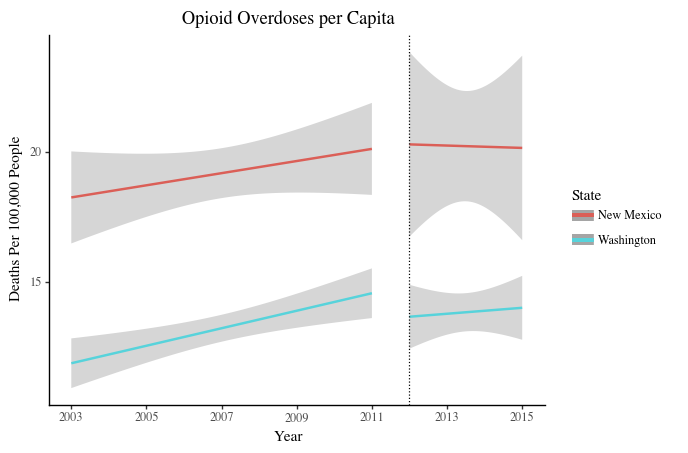 Opioid Overdoses per Capita
Deaths Per 100,000 People
20
15
2003 2005 2007 2009 2011 2013 2015
Year
State
New Mexico
Washington